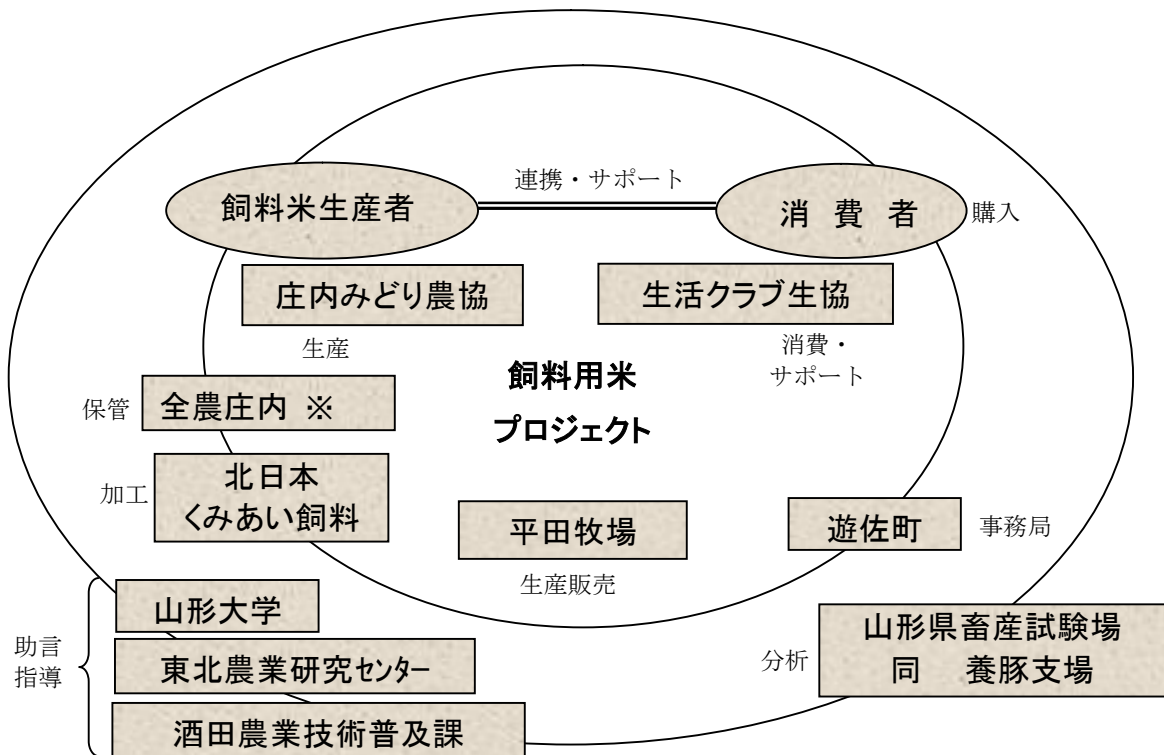 連携・サポート
飼料米生産者
消 費 者
購入
庄内みどり農協
生活クラブ生協
生産
消費・
サポート
飼料用米
プロジェクト
保管
全農庄内 ※
加工
北日本
くみあい飼料
平田牧場
生産販売
遊佐町
事務局
助言
指導
山形大学
東北農業研究センター
酒田農業技術普及課
分析
山形県畜産試験場
同 養豚支場